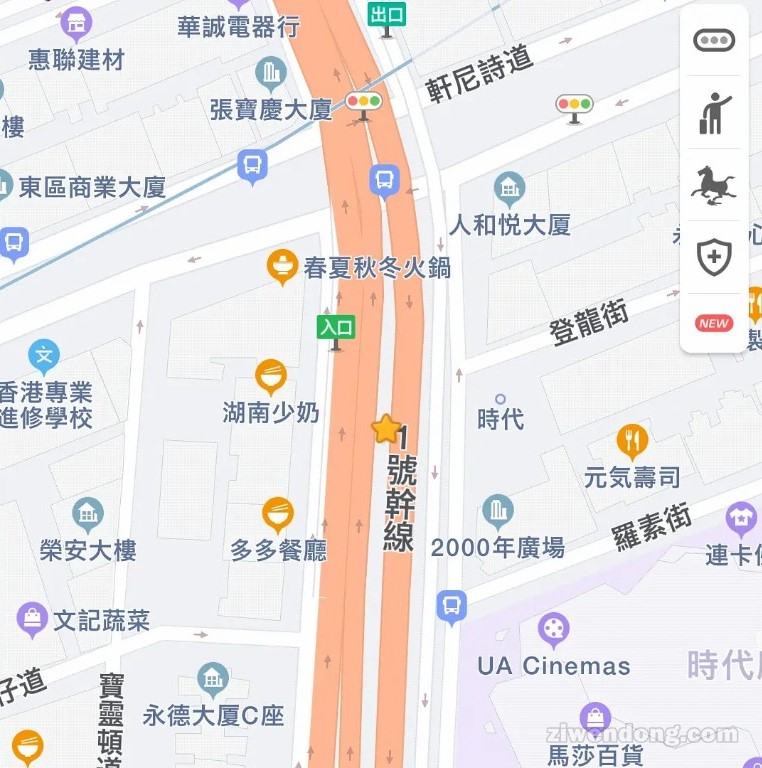 出口
華誠電器行
惠聯建材
軒尼詩道
張寶慶大廈
樓
東區商業大廈
人和悦大厦
春夏秋冬火鍋
入口
登龍街
NEW
文
香港專業
進修學校
湖南少奶
時代
1號幹線
元気壽司
羅素街
榮安大樓
多多餐廳
2000年廣場
連卡
文記蔬菜
UA Cinemas
時代
仔道
寶靈頓道
永德大厦C座
馬莎百貨
ziwendong.com